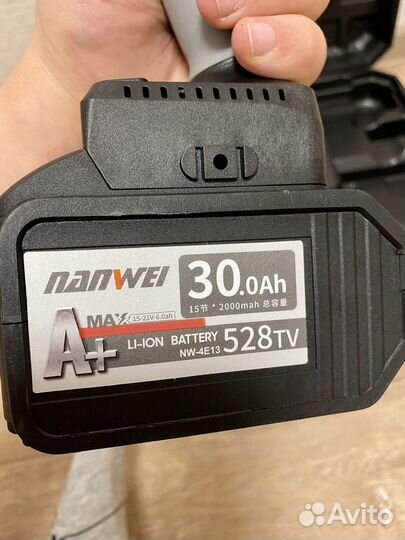 nanwei
30.0Ah
15节 * 2000mah 总容量
A+ MAX 15-21V-6.0ah
LI-ION BATTERY 528TV
NW-4E13
Avito